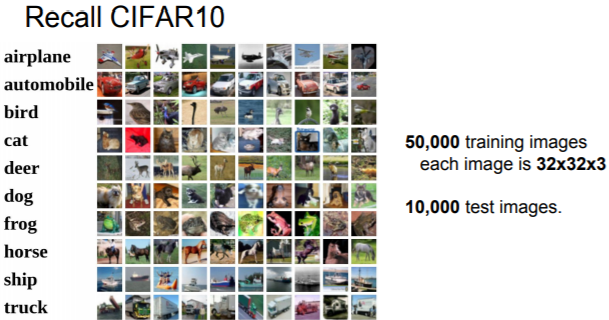 Recall CIFAR10
airplane
automobile
bird
cat
deer
dog
frog
horse
ship
truck
50,000 training images
each image is 32x32x3
10,000 test images.